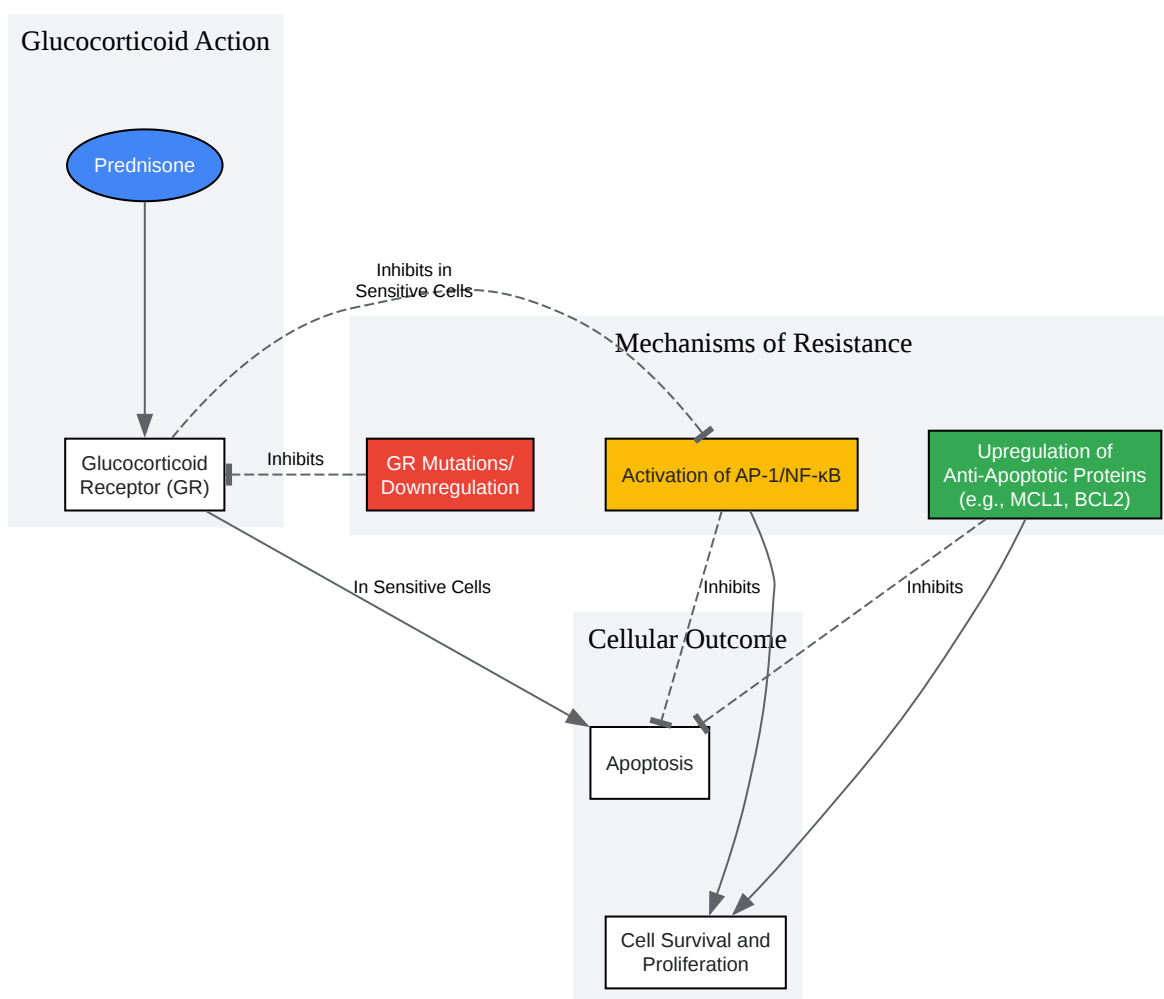 Glucocorticoid Action
Prednisone
Inhibits in
Sensitive Cells
Mechanisms of Resistance
Glucocorticoid
Receptor (GR)
Inhibits
GR Mutations/
Downregulation
Activation of AP-1/NF-κB
Upregulation of
Anti-Apoptotic Proteins
(e.g., MCL1, BCL2)
In Sensitive Cells
Inhibits
Inhibits
Cellular Outcome
Apoptosis
Cell Survival and
Proliferation